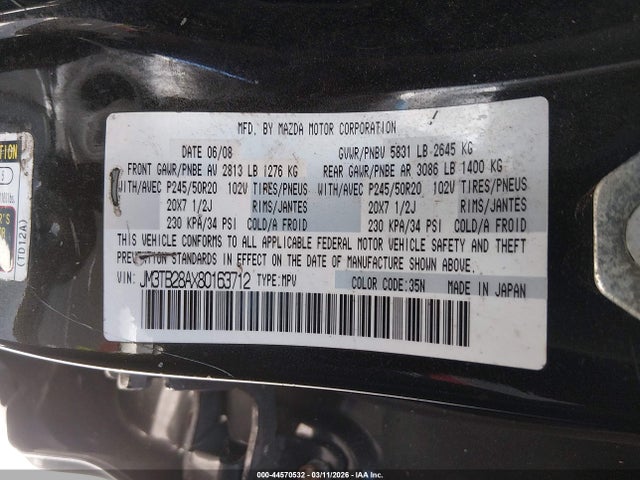 MFD. BY MAZDA MOTOR CORPORATION
DATE 06/08 GVWR/PNBV 5831 LB 2645 KG
FRONT GAWR/PNBE AV 2813 LB 1276 KG REAR GAWR/PNBE AR 3086 LB 1400 KG
WITH/AVEC P245/50R20 102V TIRES/PNEUS WITH/AVEC P245/50R20 102V TIRES/PNEUS
20X7 1/2J RIMS/JANTES 20X7 1/2J RIMS/JANTES
230 KPA/34 PSI COLD/A FROID 230 KPA/34 PSI COLD/A FROID
THIS VEHICLE CONFORMS TO ALL APPLICABLE FEDERAL MOTOR VEHICLE SAFETY AND THEFT
PREVENTION STANDARDS IN EFFECT ON THE DATE OF MANUFACTURE SHOWN ABOVE.
VIN: JM3TB28AX80163712 TYPE:MPV COLOR CODE:35N MADE IN JAPAN
(TD12A)
000-44570532 - 03/11/2026 - IAA Inc.